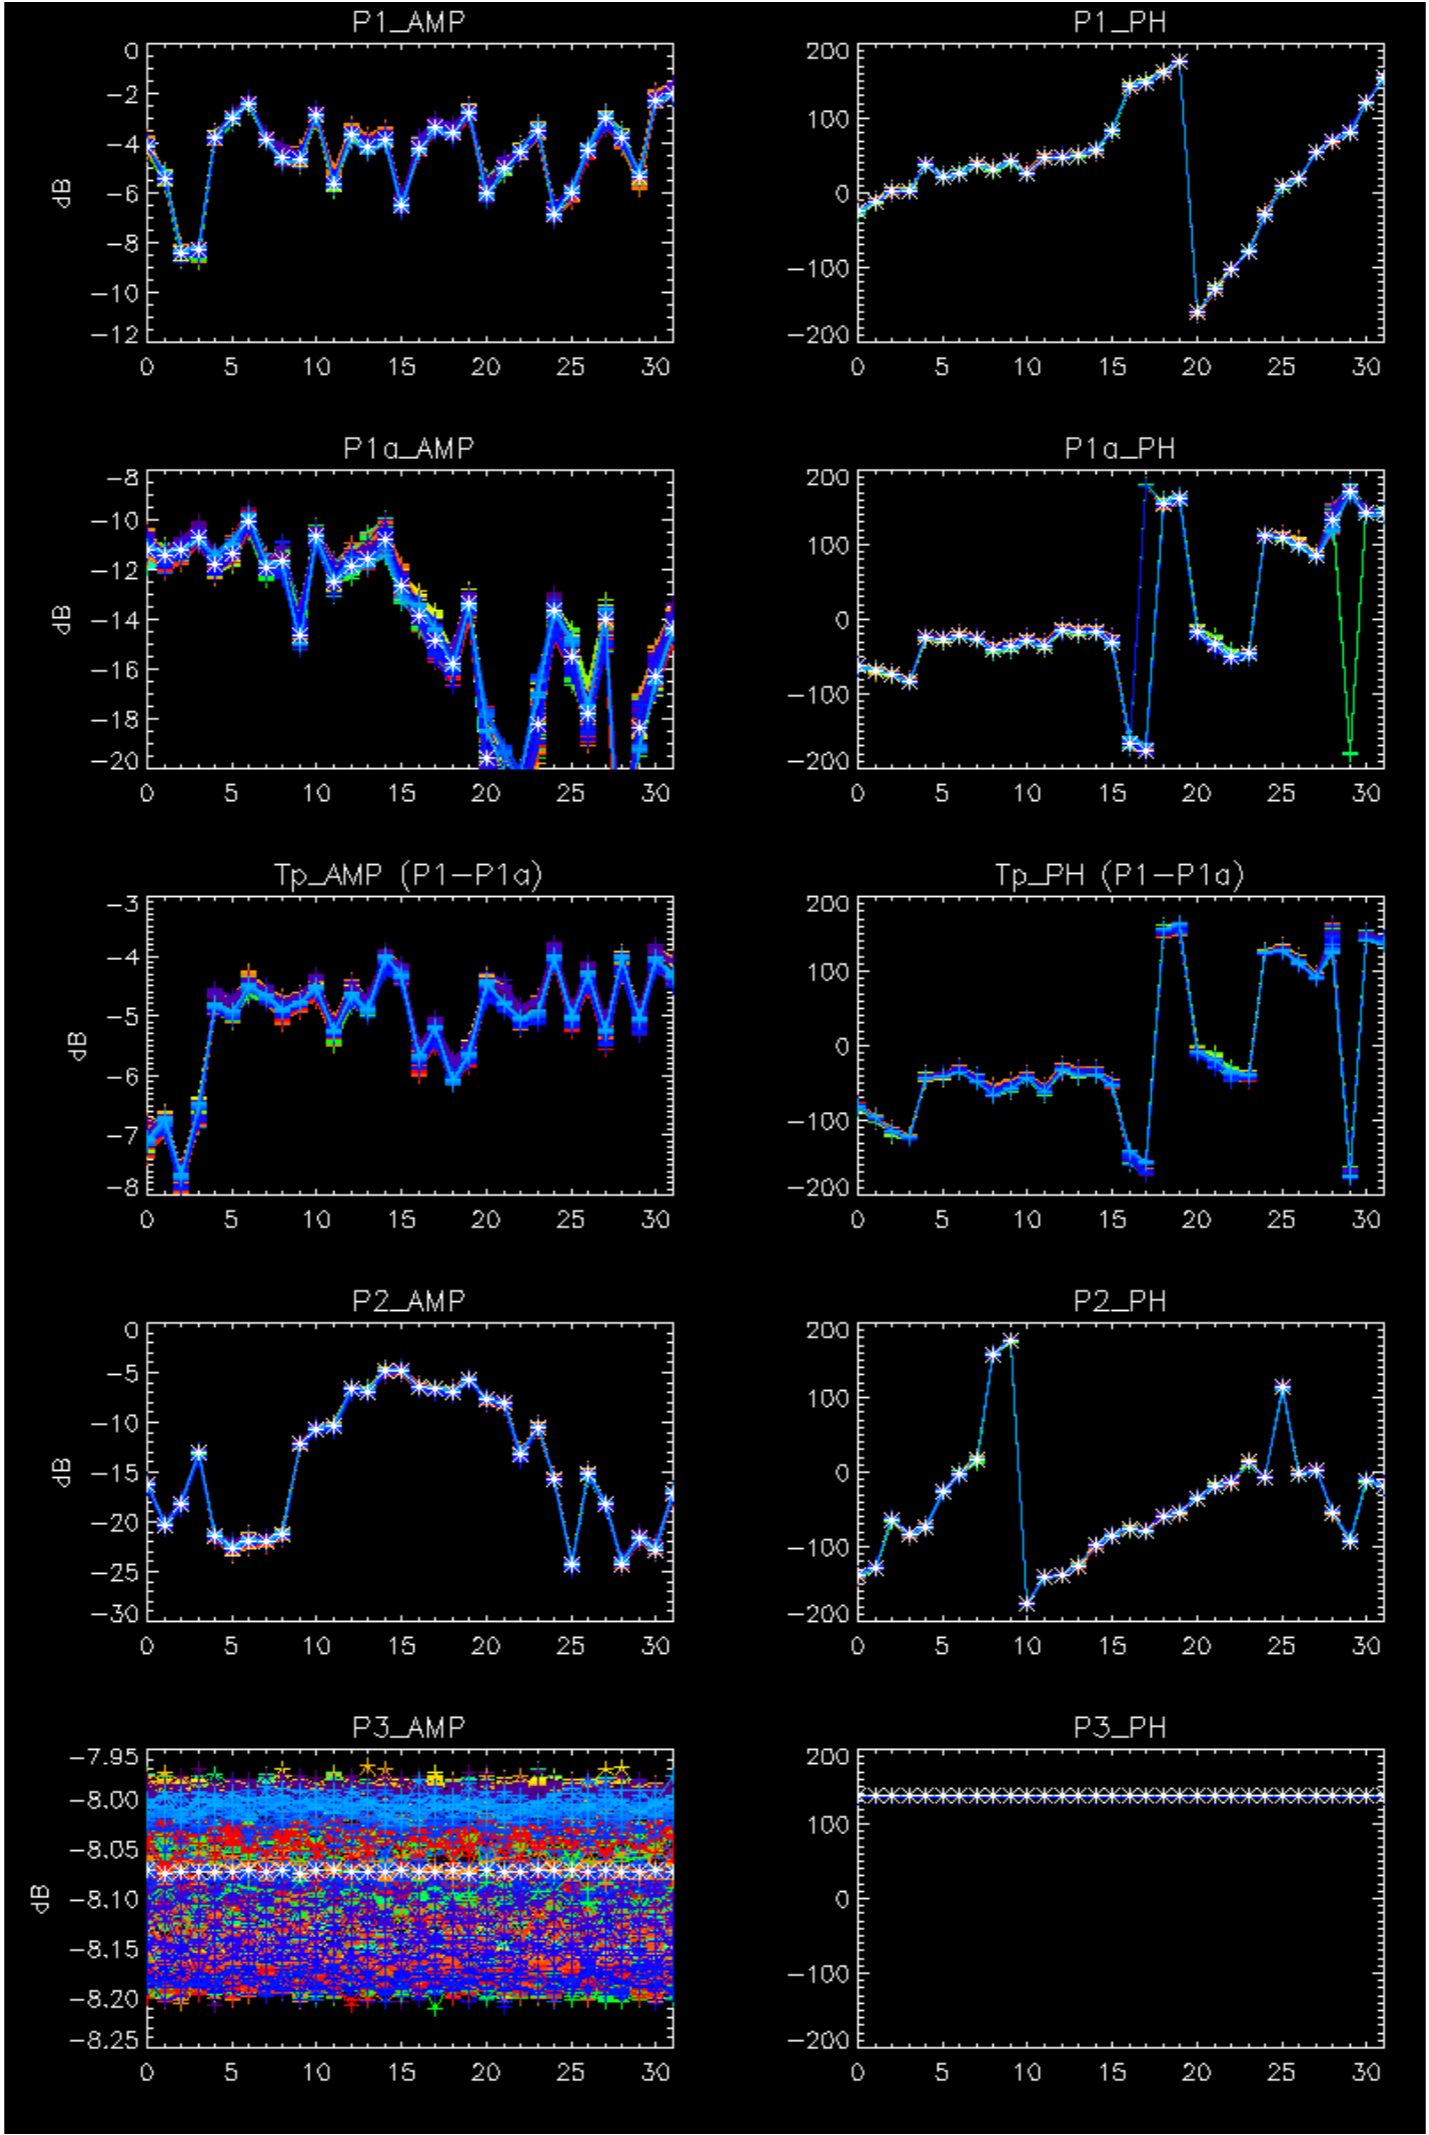 P1_AMP P1_PH
0 200
−2
100
−4
dB −6 0
−8
−100
−10
−12 −200
0 5 10 15 20 25 30 0 5 10 15 20 25 30
P1a_AMP P1a_PH
−8 200
−10
100
−12
dB −14 0
−16
−100
−18
−20 −200
0 5 10 15 20 25 30 0 5 10 15 20 25 30
Tp_AMP (P1−P1a) Tp_PH (P1−P1a)
−3 200
−4 100
−5
dB 0
−6
−100
−7
−8 −200
0 5 10 15 20 25 30 0 5 10 15 20 25 30
P2_AMP P2_PH
0 200
−5
100
−10
dB −15 0
−20
−100
−25
−30 −200
0 5 10 15 20 25 30 0 5 10 15 20 25 30
P3_AMP P3_PH
−7.95 200
−8.00
100
−8.05
dB −8.10 0
−8.15
−100
−8.20
−8.25 −200
0 5 10 15 20 25 30 0 5 10 15 20 25 30